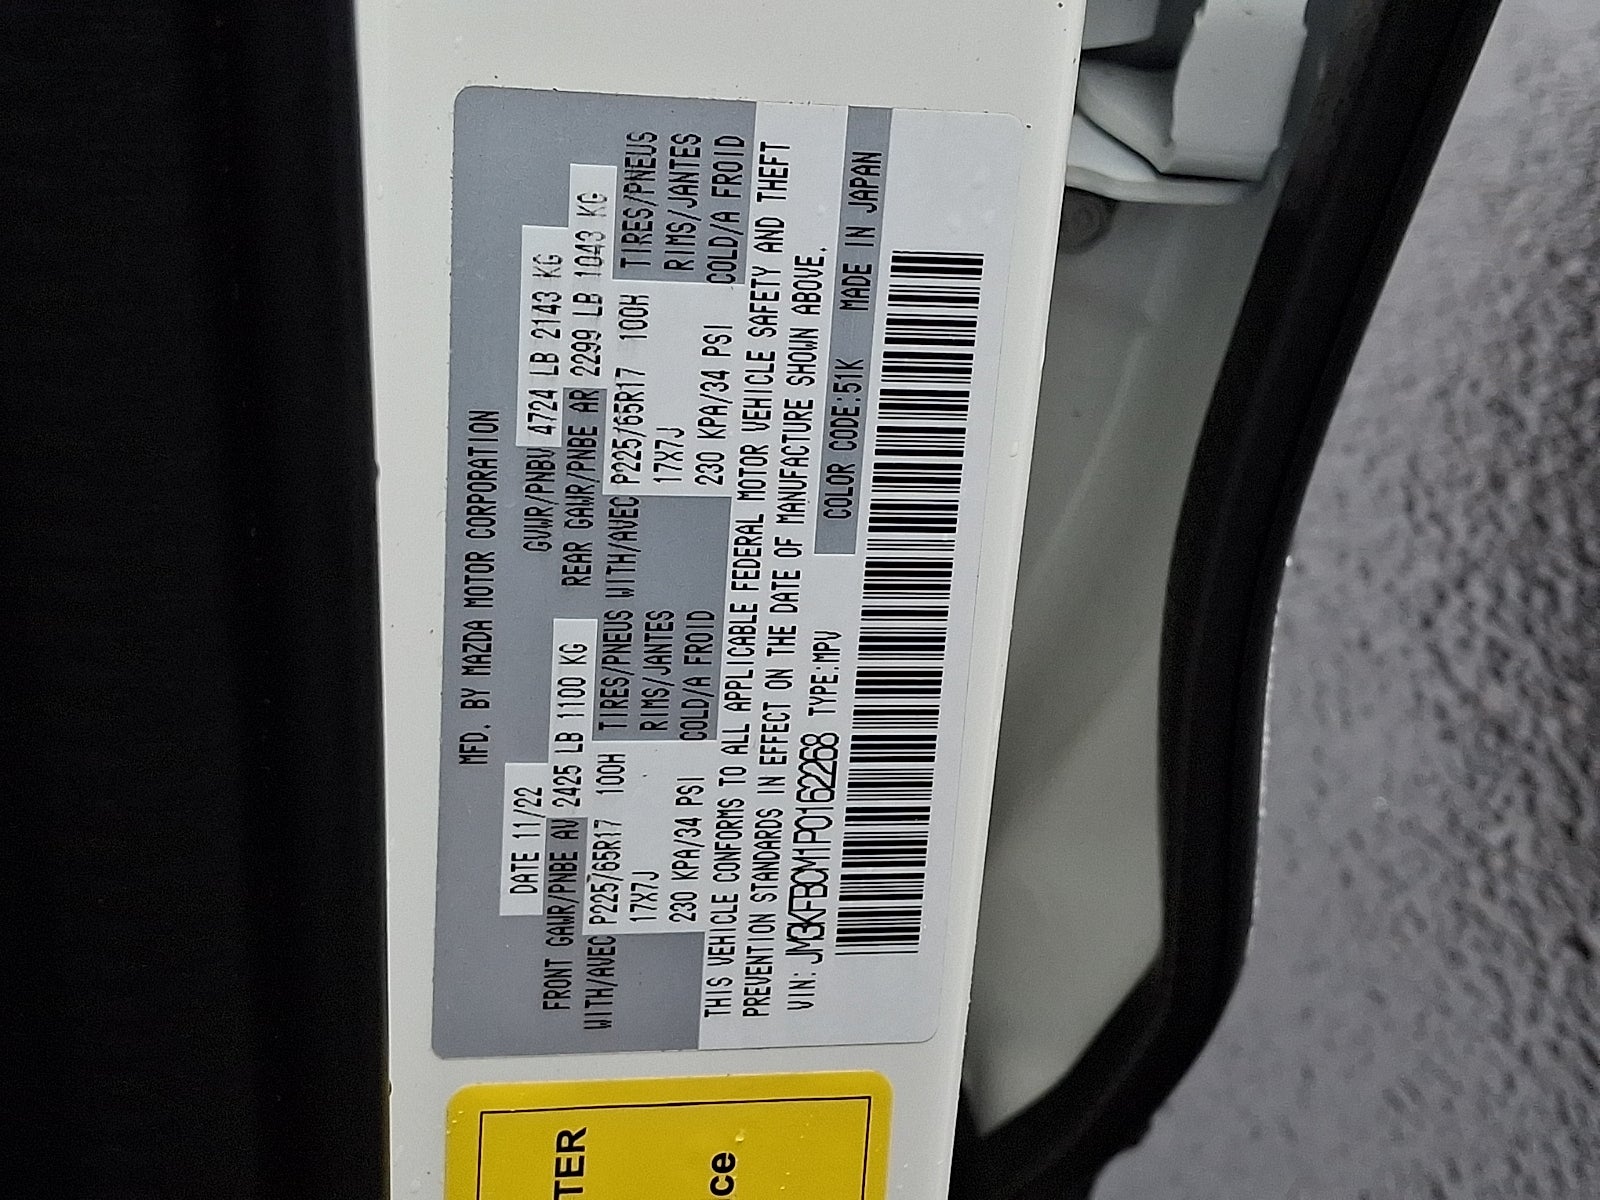 MFD. BY MAZDA MOTOR CORPORATION
DATE 11/22 GVWR/PNBV 4724 LB 2143 KG
FRONT GAWR/PNBE AV 2425 LB 1100 KG REAR GAWR/PNBE AR 2299 LB 1043 KG
WITH/AVEC P225/65R17 100H TIRES/PNEUS WITH/AVEC P225/65R17 100H TIRES/PNEUS
17X7J RIMS/JANTES 17X7J RIMS/JANTES
230 KPA/34 PSI COLD/A FROID 230 KPA/34 PSI COLD/A FROID
THIS VEHICLE CONFORMS TO ALL APPLICABLE FEDERAL MOTOR VEHICLE SAFETY AND THEFT
PREVENTION STANDARDS IN EFFECT ON THE DATE OF MANUFACTURE SHOWN ABOVE.
VIN: JM3KFBCM1P0162268 TYPE:MPV COLOR CODE:51K MADE IN JAPAN
TER
ce